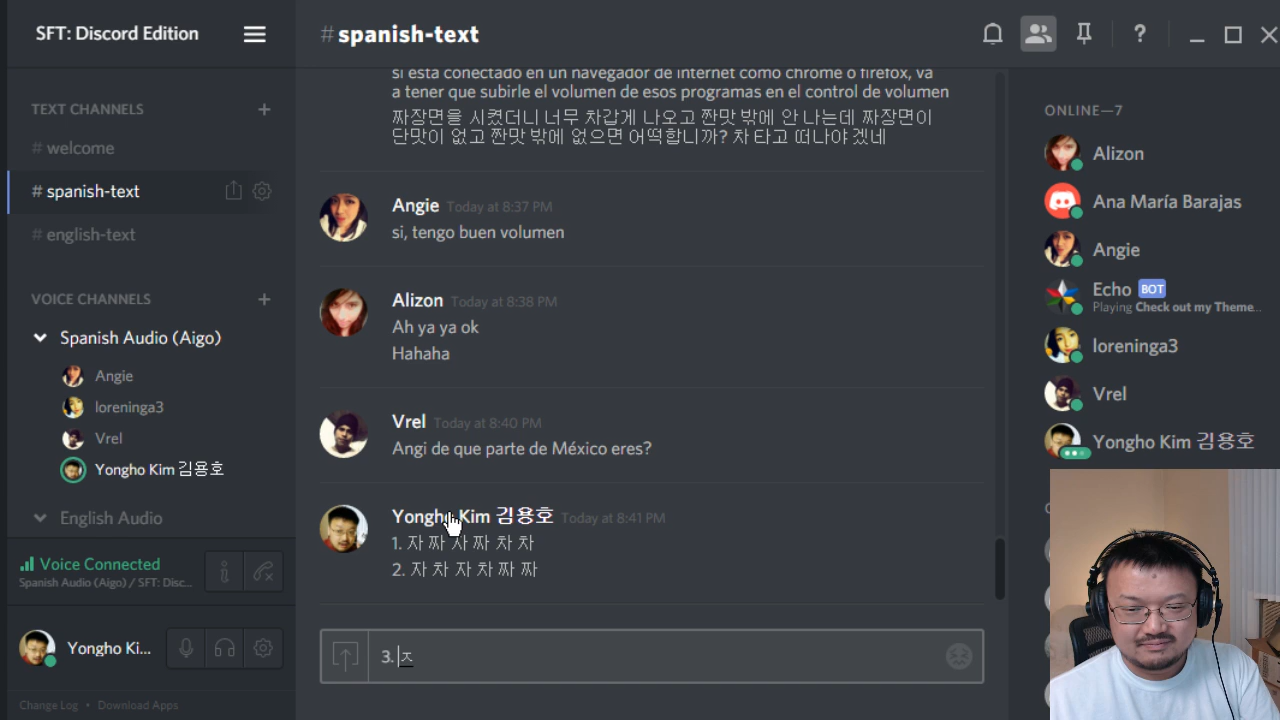 SFT: Discord Edition
TEXT CHANNELS
# welcome
# spanish-text
# english-text
VOICE CHANNELS
Spanish Audio (Aigo)
Angie
loreninga3
Vrel
Yongho Kim 김용호
English Audio
Voice Connected
Spanish Audio (Aigo) / SFT: Disc...
Yongho Ki...
Change Log • Download Apps
# spanish-text
si está conectado en un navegador de internet como chrome o firefox, va
a tener que subirle el volumen de esos programas en el control de volumen
짜장면을 시켰더니 너무 차갑게 나오고 짠맛 밖에 안 나는데 짜장면이
단맛이 없고 짠맛 밖에 없으면 어떡합니까? 차 타고 떠나야 겠네
Angie Today at 8:37 PM
si, tengo buen volumen
Alizon Today at 8:38 PM
Ah ya ya ok
Hahaha
Vrel Today at 8:40 PM
Angi de que parte de México eres?
Yongho Kim 김용호 Today at 8:41 PM
1. 자 짜 자 짜 차 차
2. 자 차 자 차 짜 짜
3. ㅈ
?
ONLINE—7
Alizon
Ana María Barajas
Angie
Echo BOT
Playing Check out my Theme...
loreninga3
Vrel
Yongho Kim 김용호